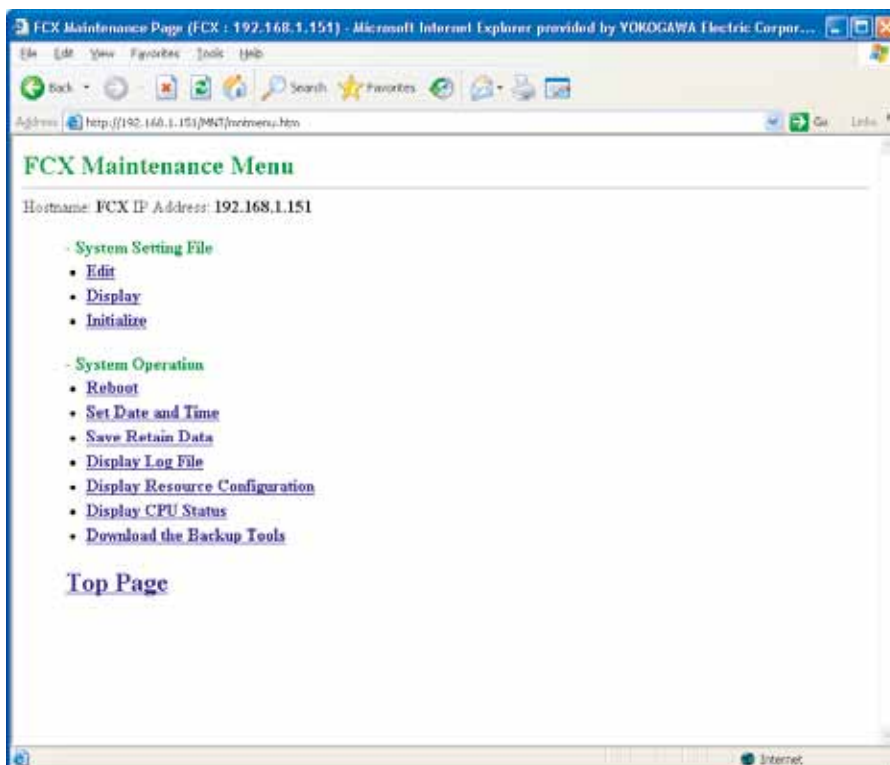 FCX Maintenance Page (FCX : 192.168.1.151) - Microsoft Internet Explorer provided by YOKOGAWA Electric Corpor...
File Edit View Favorites Tools Help
Back Search Favorites
Address http://192.168.1.151/MNT/mntmenu.htm Go Links
FCX Maintenance Menu
Hostname: FCX IP Address: 192.168.1.151
- System Setting File
• Edit
• Display
• Initialize
- System Operation
• Reboot
• Set Date and Time
• Save Retain Data
• Display Log File
• Display Resource Configuration
• Display CPU Status
• Download the Backup Tools
Top Page
Internet